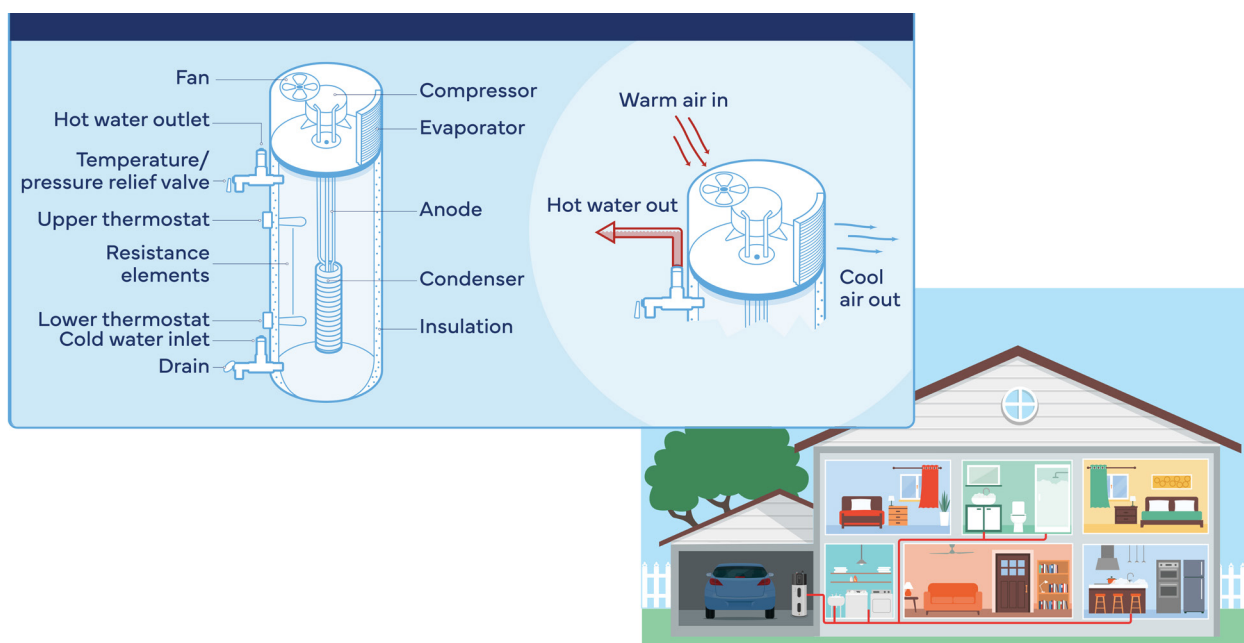 Fan
Hot water outlet
Temperature/
pressure relief valve
Upper thermostat
Resistance
elements
Lower thermostat
Cold water inlet
Drain
Compressor
Evaporator
Anode
Condenser
Insulation
Warm air in
Hot water out
Cool
air out